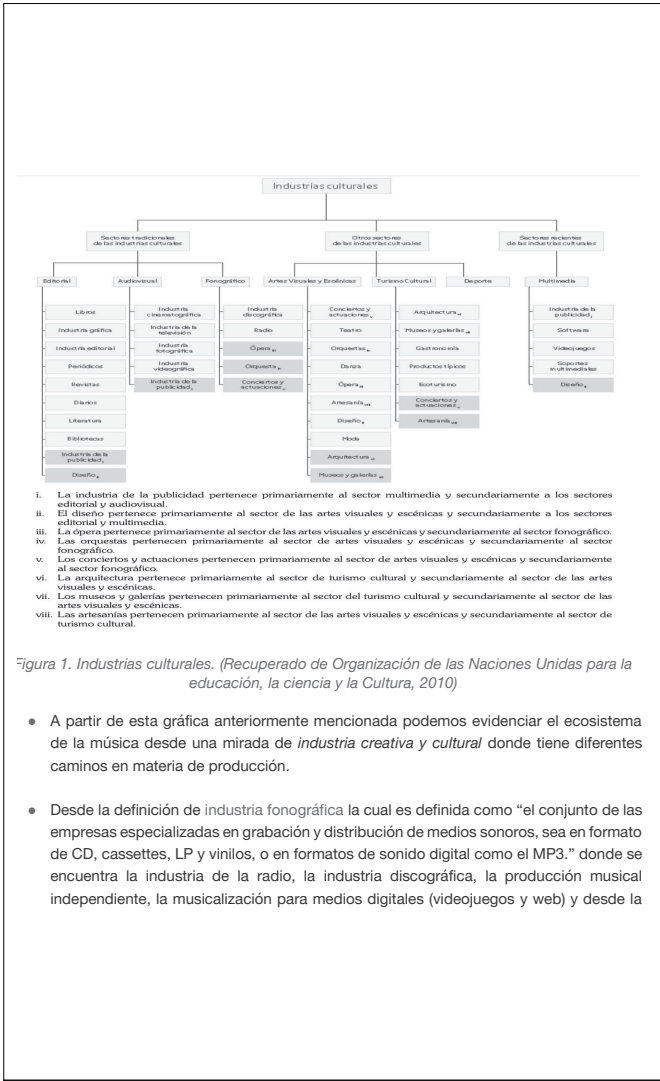 Industrias culturales
Sectores tradicionales
de las industrias culturales
Otros sectores
de las industrias culturales
Sectores recientes
de las industrias culturales
Editorial
Audiovisual
Fonográfico
Artes Visuales y Escénicas
Turismo Cultural
Deporte
Multimedia
Libros
Industria gráfica
Industria editorial
Periódicos
Revistas
Diarios
Literatura
Bibliotecas
Industria de la
publicidad i
Diseño ii
Industria
cinematográfica
Industria de la
televisión
Industria
fotográfica
Industria
videográfica
Industria de la
publicidad i
Industria
discográfica
Radio
Ópera iii
Orquesta iv
Conciertos y
actuaciones v
Conciertos y
actuaciones v
Teatro
Orquestas iv
Danza
Ópera
Artesanía viii
Diseño ii
Moda
Arquitectura vi
Museos y galerías vii
Arquitectura vi
Museos y galerías vii
Gastronomía
Productos típicos
Ecoturismo
Conciertos y
actuaciones v
Artesanía viii
Industria de la
publicidad i
Software
Videojuegos
Soportes
multimediales
Diseño ii
i. La industria de la publicidad pertenece primariamente al sector multimedia y secundariamente a los sectores
editorial y audiovisual.
ii. El diseño pertenece primariamente al sector de las artes visuales y escénicas y secundariamente a los sectores
editorial y multimedia.
iii. La ópera pertenece primariamente al sector de las artes visuales y escénicas y secundariamente al sector fonográfico.
iv. Las orquestas pertenecen primariamente al sector de artes visuales y escénicas y secundariamente al sector
fonográfico.
v. Los conciertos y actuaciones pertenecen primariamente al sector de artes visuales y escénicas y secundariamente
al sector fonográfico.
vi. La arquitectura pertenece primariamente al sector de turismo cultural y secundariamente al sector de las artes
visuales y escénicas.
vii. Los museos y galerías pertenecen primariamente al sector del turismo cultural y secundariamente al sector de las
artes visuales y escénicas.
viii. Las artesanías pertenecen primariamente al sector de las artes visuales y escénicas y secundariamente al sector de
turismo cultural.
Figura 1. Industrias culturales. (Recuperado de Organización de las Naciones Unidas para la
educación, la ciencia y la Cultura, 2010)
● A partir de esta gráfica anteriormente mencionada podemos evidenciar el ecosistema
de la música desde una mirada de industria creativa y cultural donde tiene diferentes
caminos en materia de producción.
● Desde la definición de industria fonográfica la cual es definida como “el conjunto de las
empresas especializadas en grabación y distribución de medios sonoros, sea en formato
de CD, cassettes, LP y vinilos, o en formatos de sonido digital como el MP3.” donde se
encuentra la industria de la radio, la industria discográfica, la producción musical
independiente, la musicalización para medios digitales (videojuegos y web) y desde la